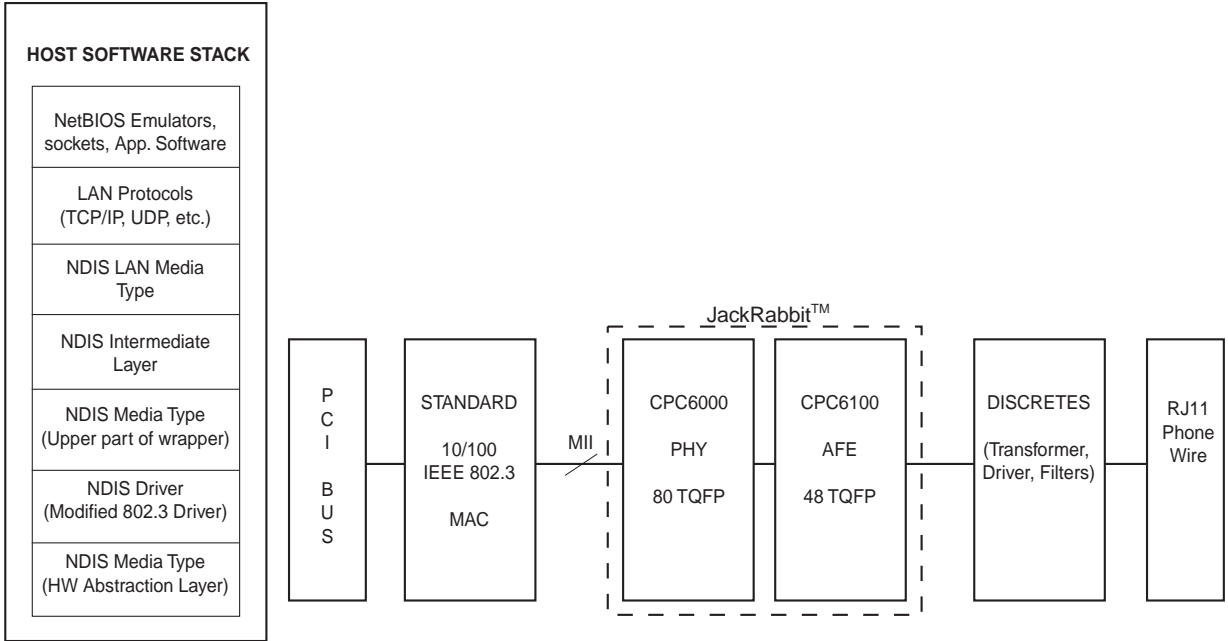 HOST SOFTWARE STACK
NetBIOS Emulators,
sockets, App. Software
LAN Protocols
(TCP/IP, UDP, etc.)
NDIS LAN Media
Type
NDIS Intermediate
Layer
NDIS Media Type
(Upper part of wrapper)
NDIS Driver
(Modified 802.3 Driver)
NDIS Media Type
(HW Abstraction Layer)
P
C
I
B
U
S
STANDARD
10/100
IEEE 802.3
MAC
MII
JackRabbit™
CPC6000
PHY
80 TQFP
CPC6100
AFE
48 TQFP
DISCRETES
(Transformer,
Driver, Filters)
RJ11
Phone
Wire